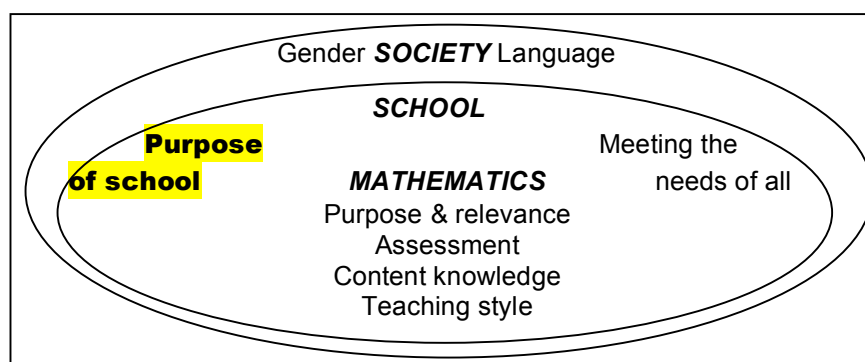 Gender SOCIETY Language
SCHOOL
Purpose Meeting the
of school MATHEMATICS needs of all
Purpose & relevance
Assessment
Content knowledge
Teaching style